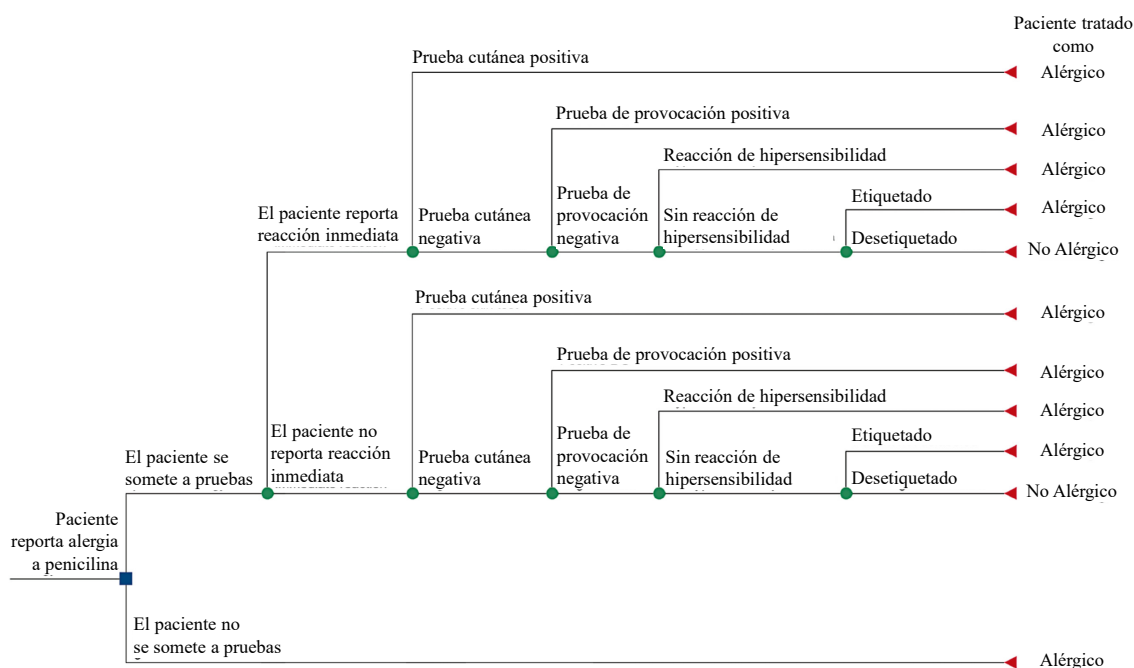 Paciente tratado
como
Prueba cutánea positiva
Alérgico
Prueba de provocación positiva
Alérgico
Reacción de hipersensibilidad
Alérgico
El paciente reporta
reacción inmediata
Prueba cutánea
negativa
Prueba de
provocación
negativa
Sin reacción de
hipersensibilidad
Etiquetado
Alérgico
Desetiquetado
No Alérgico
Prueba cutánea positiva
Alérgico
Prueba de provocación positiva
Alérgico
Reacción de hipersensibilidad
Alérgico
El paciente se
somete a pruebas
El paciente no
reporta reacción
inmediata
Prueba cutánea
negativa
Prueba de
provocación
negativa
Sin reacción de
hipersensibilidad
Etiquetado
Alérgico
Desetiquetado
No Alérgico
Paciente
reporta alergia
a penicilina
El paciente no
se somete a pruebas
Alérgico